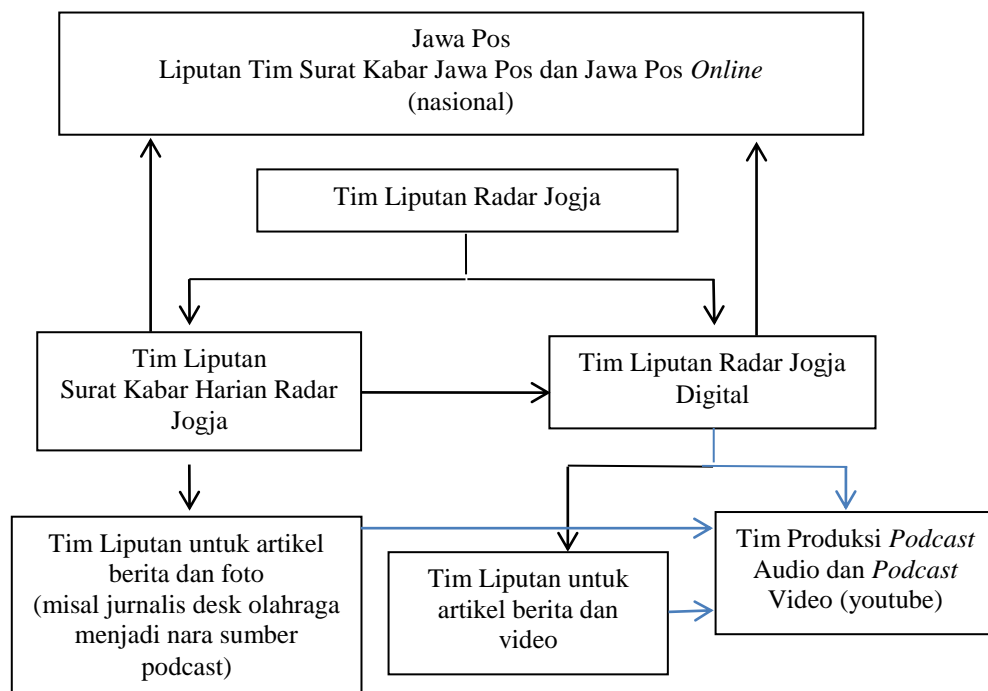 Jawa Pos
Liputan Tim Surat Kabar Jawa Pos dan Jawa Pos Online
(nasional)
Tim Liputan Radar Jogja
Tim Liputan
Surat Kabar Harian Radar
Jogja
Tim Liputan Radar Jogja
Digital
Tim Liputan untuk artikel
berita dan foto
(misal jurnalis desk olahraga
menjadi nara sumber
podcast)
Tim Liputan untuk
artikel berita dan
video
Tim Produksi Podcast
Audio dan Podcast
Video (youtube)